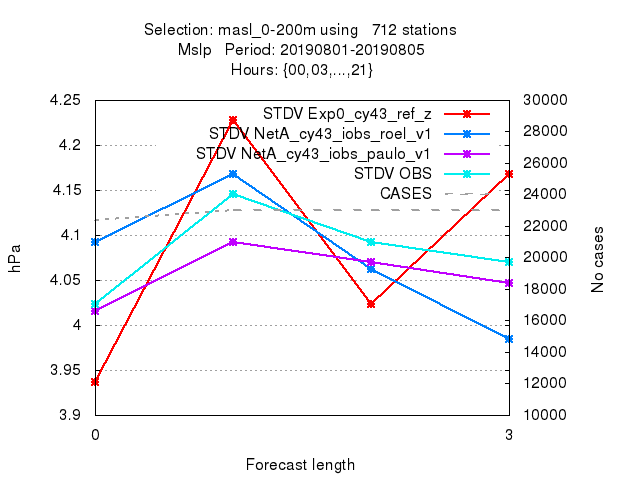 Selection: masl_0-200m using   712 stations
Mslp   Period: 20190801-20190805
Hours: {00,03,...,21}
STDV Exp0_cy43_ref_z
STDV NetA_cy43_iobs_roel_v1
STDV NetA_cy43_iobs_paulo_v1
STDV OBS
CASES
hPa
4.25
4.2
4.15
4.1
4.05
4
3.95
3.9
30000
28000
26000
24000
22000
20000
18000
16000
14000
12000
10000
No cases
0
3
Forecast length